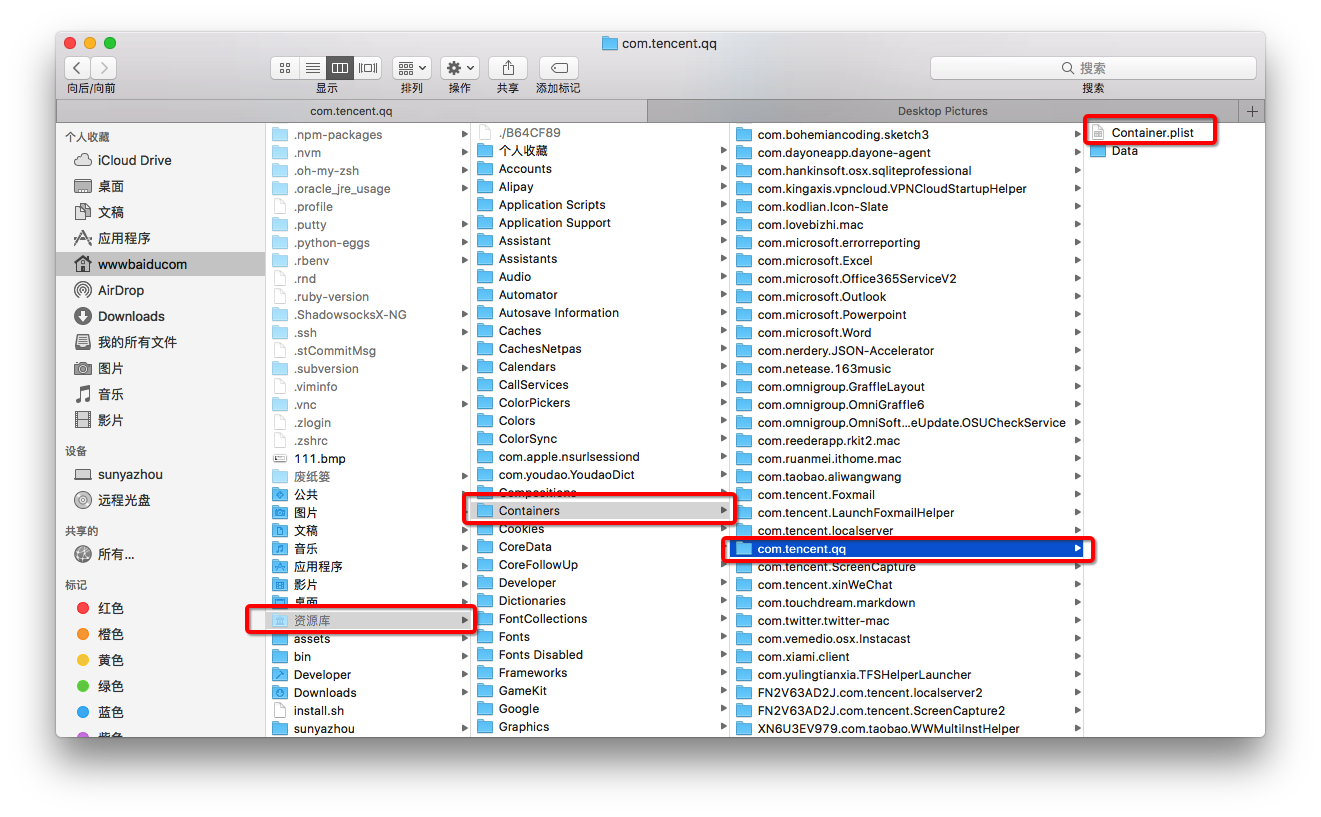 com.tencent.qq
向后/向前
显示
排列
操作
共享
添加标记
搜索
搜索
com.tencent.qq
Desktop Pictures
个人收藏
iCloud Drive
桌面
文稿
应用程序
wwwbaiducom
AirDrop
Downloads
我的所有文件
图片
音乐
影片
设备
sunyazhou
远程光盘
共享的
所有...
标记
红色
橙色
黄色
绿色
蓝色
紫色
.npm-packages
.nvm
.oh-my-zsh
.oracle_jre_usage
.profile
.putty
.python-eggs
.rbenv
.rnd
.ruby-version
.ShadowsocksX-NG
.ssh
.stCommitMsg
.subversion
.viminfo
.vnc
.zlogin
.zshrc
111.bmp
废纸篓
公共
图片
文稿
音乐
应用程序
影片
桌面
资源库
assets
bin
Developer
Downloads
install.sh
sunyazhou
./B64CF89
个人收藏
Accounts
Alipay
Application Scripts
Application Support
Assistant
Assistants
Audio
Automator
Autosave Information
Caches
CachesNetpas
Calendars
CallServices
ColorPickers
Colors
ColorSync
com.apple.nsurlsessiond
com.youdao.YoudaoDict
Compositions
Containers
Cookies
CoreData
CoreFollowUp
Developer
Dictionaries
FontCollections
Fonts
Fonts Disabled
Frameworks
GameKit
Google
Graphics
com.bohemiancoding.sketch3
com.dayoneapp.dayone-agent
com.hankinsoft.osx.sqliteprofessional
com.kingaxis.vpncloud.VPNCloudStartupHelper
com.kodlian.Icon-Slate
com.lovebizhi.mac
com.microsoft.errorreporting
com.microsoft.Excel
com.microsoft.Office365ServiceV2
com.microsoft.Outlook
com.microsoft.Powerpoint
com.microsoft.Word
com.nerdery.JSON-Accelerator
com.netease.163music
com.omnigroup.GraffleLayout
com.omnigroup.OmniGraffle6
com.omnigroup.OmniSoft...eUpdate.OSUCheckService
com.reederapp.rkit2.mac
com.ruanmei.ithome.mac
com.taobao.aliwangwang
com.tencent.Foxmail
com.tencent.LaunchFoxmailHelper
com.tencent.localserver
com.tencent.qq
com.tencent.ScreenCapture
com.tencent.xinWeChat
com.touchdream.markdown
com.twitter.twitter-mac
com.vemedio.osx.Instacast
com.xiami.client
com.yulingtianxia.TFSHelperLauncher
FN2V63AD2J.com.tencent.localserver2
FN2V63AD2J.com.tencent.ScreenCapture2
XN6U3EV979.com.taobao.WWMultiInstHelper
Container.plist
Data